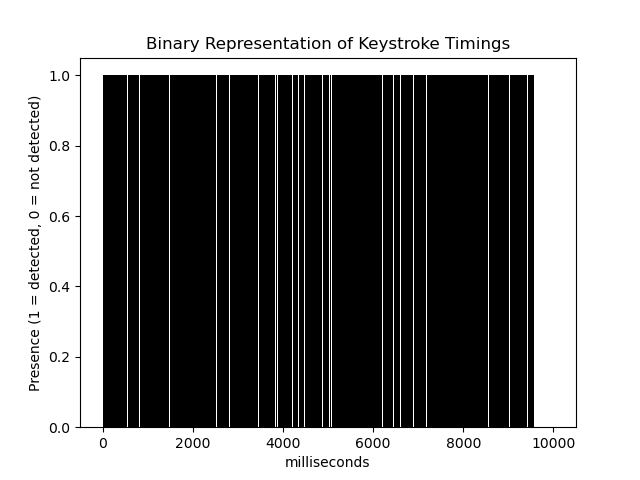 Binary Representation of Keystroke Timings
Presence (1 = detected, 0 = not detected)
1.0
0.8
0.6
0.4
0.2
0.0
0 2000 4000 6000 8000 10000
milliseconds